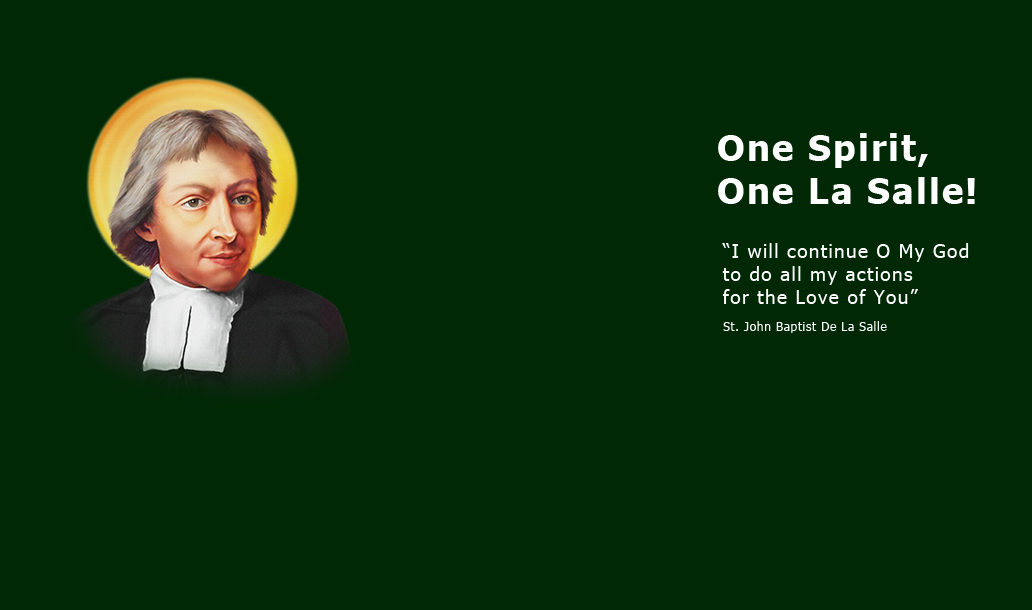 One Spirit,
One La Salle!
“I will continue O My God
to do all my actions
for the Love of You”
St. John Baptist De La Salle